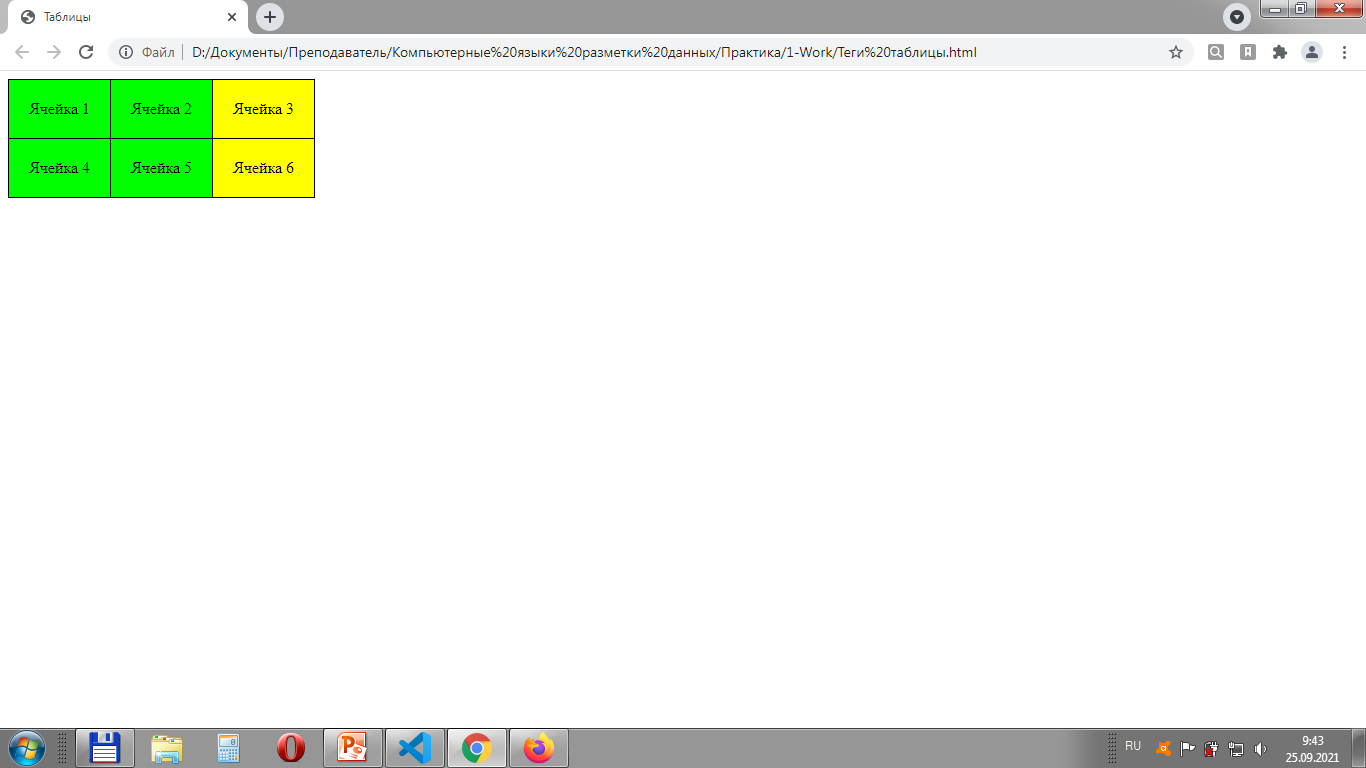 Таблицы
Файл D:/Документы/Преподаватель/Компьютерные%20языки%20разметки%20данных/Практика/1-Work/Теги%20таблицы.html
Ячейка 1 Ячейка 2 Ячейка 3
Ячейка 4 Ячейка 5 Ячейка 6
RU
9:43
25.09.2021